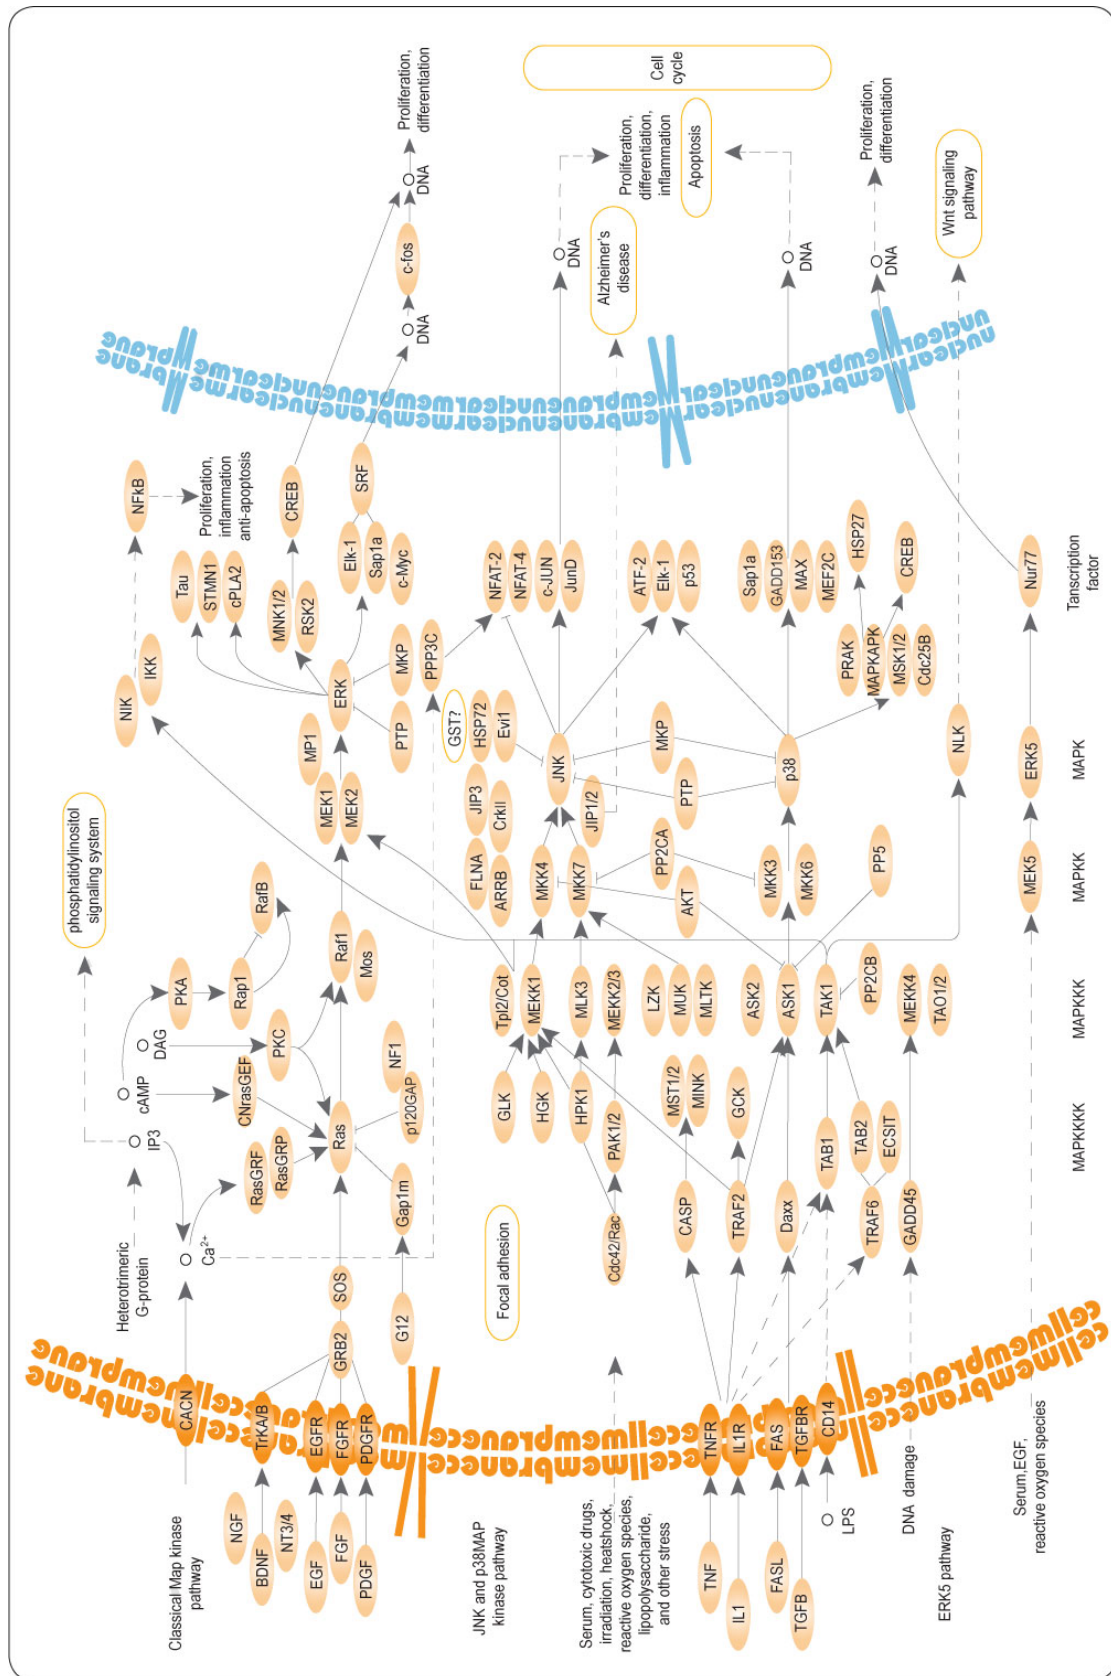 Classical Map kinase
pathway
Heterotrimeric
G-protein
phosphatidylinositol
signaling system
CACN
Ca2+
IP3
cAMP
DAG
RasGRF
RasGRP
CNrasGEF
PKA
PKC
Rap1
RafB
NGF
BDNF
NT3/4
EGF
FGF
PDGF
TrKA/B
EGFR
FGFR
PDGFR
GRB2
SOS
G12
Gap1m
Ras
p120GAP
NF1
Raf1
Mos
MEK1
MEK2
MP1
ERK
PTP
MKP
NIK
IKK
NFkB
Proliferation,
inflammation
anti-apoptosis
Tau
STMN1
cPLA2
MNK1/2
RSK2
CREB
Elk-1
Sap1a
c-Myc
SRF
DNA
c-fos
DNA
Proliferation,
differentiation
PPP3C
JNK and p38MAP
kinase pathway
Focal adhesion
Serum, cytotoxic drugs,
irradiation, heatshock,
reactive oxygen species,
lipopolysaccharide,
and other stress
Cdc42/Rac
PAK1/2
GLK
HGK
HPK1
Tpl2/Cot
MEKK1
MLK3
MEKK2/3
LZK
MUK
MLTK
FLNA
ARRB
JIP3
CrkII
GST?
HSP72
Evi1
MKK4
MKK7
JNK
JIP1/2
PP2CA
AKT
PTP
MKP
NFAT-2
NFAT-4
c-JUN
JunD
ATF-2
Elk-1
p53
DNA
Proliferation,
differentiation,
inflammation
Alzheimer's
disease
Apoptosis
Cell
cycle
TNF
IL1
FASL
TGFB
LPS
TNFR
IL1R
FAS
TGFBR
CD14
CASP
TRAF2
Daxx
TAB1
TRAF6
TAB2
ECSIT
MST1/2
MINK
GCK
ASK2
ASK1
TAK1
PP2CB
MKK3
MKK6
PP5
p38
Sap1a
GADD153
MAX
MEF2C
PRAK
MAPKAPK
MSK1/2
Cdc25B
HSP27
CREB
DNA
DNA damage
GADD45
MEKK4
TAO1/2
NLK
Wnt signaling
pathway
ERK5 pathway
Serum,EGF,
reactive oxygen species
MEK5
ERK5
Nur77
DNA
Proliferation,
differentiation
MAPKKKK
MAPKKK
MAPKK
MAPK
Tanscription
factor
cellmembranecellmembranecellmembrane
nuclearmembranenuclearmembranenuclearmembrane